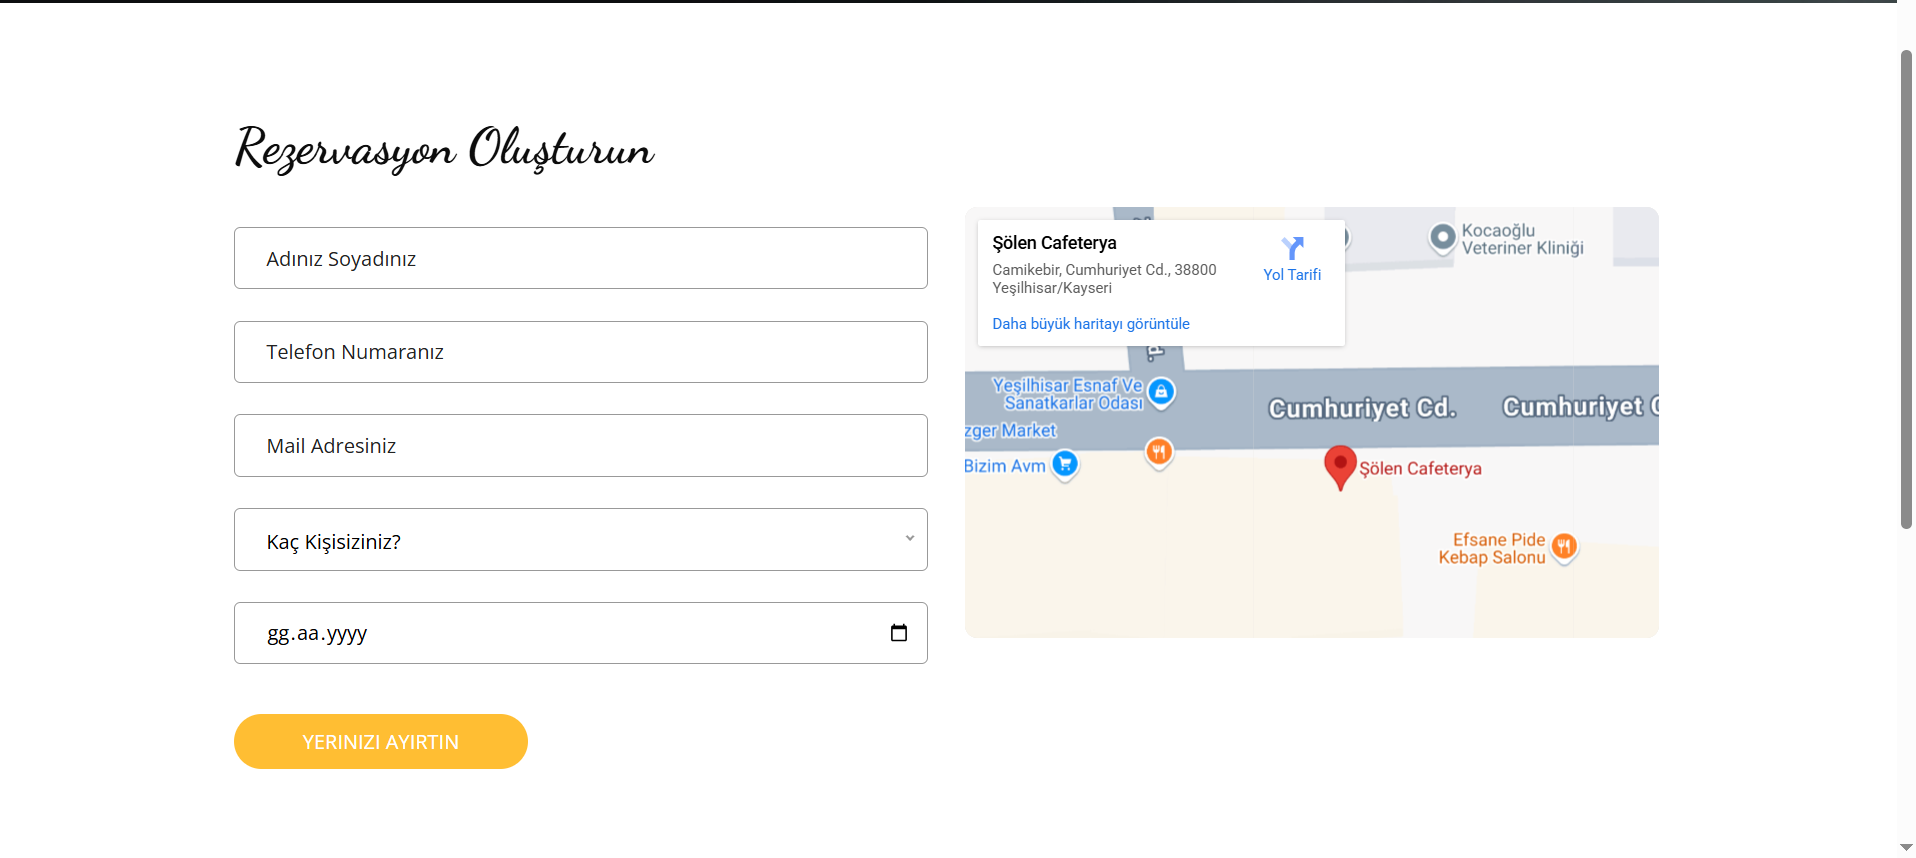 Rezervasyon Oluşturun
Adınız Soyadınız
Telefon Numaranız
Mail Adresiniz
Kaç Kişisiziniz?
gg.aa.yyyy
YERINIZI AYIRTIN
Şölen Cafeterya
Camikebir, Cumhuriyet Cd., 38800
Yeşilhisar/Kayseri
Yol Tarifi
Daha büyük haritayı görüntüle
Kocaoğlu
Veteriner Kliniği
Yeşilhisar Esnaf Ve
Sanatkarlar Odası
Cumhuriyet Cd.
Cumhuriyet C
zger Market
Bizim Avm
Şölen Cafeterya
Efsane Pide
Kebap Salonu